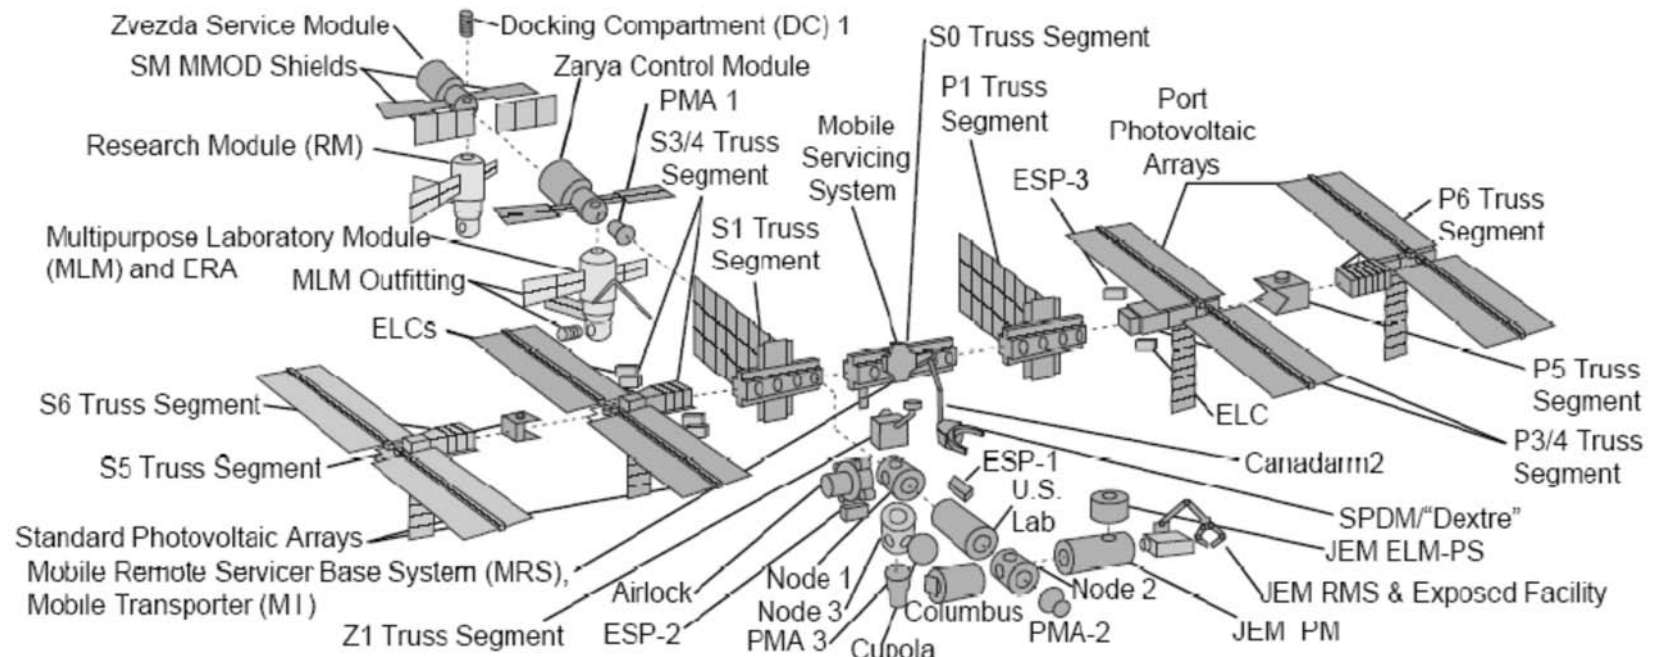 Zvezda Service Module
Docking Compartment (DC) 1
S0 Truss Segment
SM MMOD Shields
Zarya Control Module
PMA 1
P1 Truss
Segment
Port
Photovoltaic
Arrays
Mobile
Servicing
System
Research Module (RM)
S3/4 Truss
Segment
ESP-3
P6 Truss
Segment
S1 Truss
Segment
Multipurpose Laboratory Module
(MLM) and ERA
MLM Outfitting
ELCs
P5 Truss
Segment
S6 Truss Segment
ELC
P3/4 Truss
Segment
S5 Truss Segment
Canadarm2
ESP-1
U.S.
Lab
SPDM/“Dextre”
Standard Photovoltaic Arrays
JEM ELM-PS
Mobile Remote Servicer Base System (MRS),
Mobile Transporter (MT)
Airlock
Node 1
Node 2
JEM RMS & Exposed Facility
Node 3
Columbus
Z1 Truss Segment
ESP-2
PMA 3
PMA-2
JEM PM
Cupola